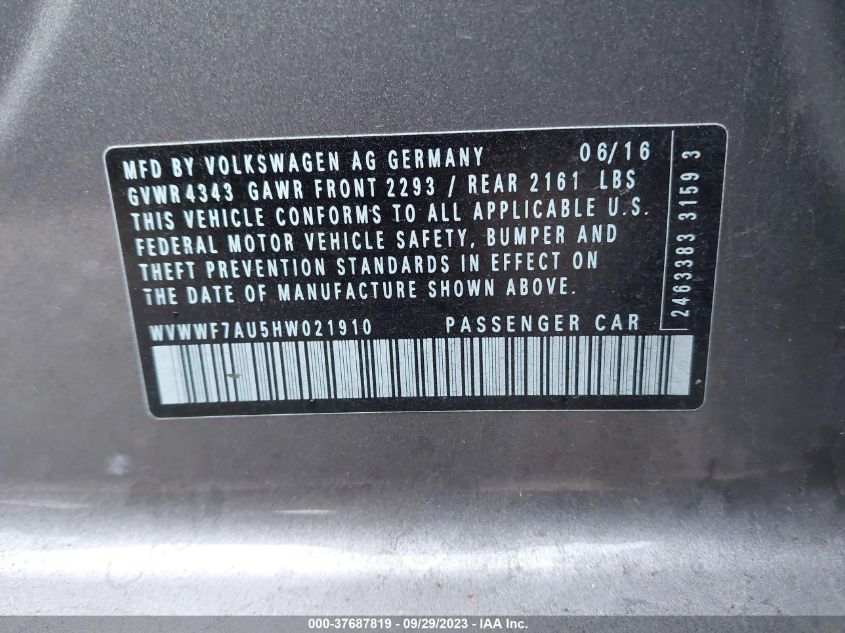 MFD BY VOLKSWAGEN AG GERMANY 06/16
GVWR 4343 GAWR FRONT 2293 / REAR 2161 LBS
THIS VEHICLE CONFORMS TO ALL APPLICABLE U.S.
FEDERAL MOTOR VEHICLE SAFETY, BUMPER AND
THEFT PREVENTION STANDARDS IN EFFECT ON
THE DATE OF MANUFACTURE SHOWN ABOVE.
WVWWF7AU5HW021910 PASSENGER CAR
2463383 3159 3
000-37687819 - 09/29/2023 - IAA Inc.